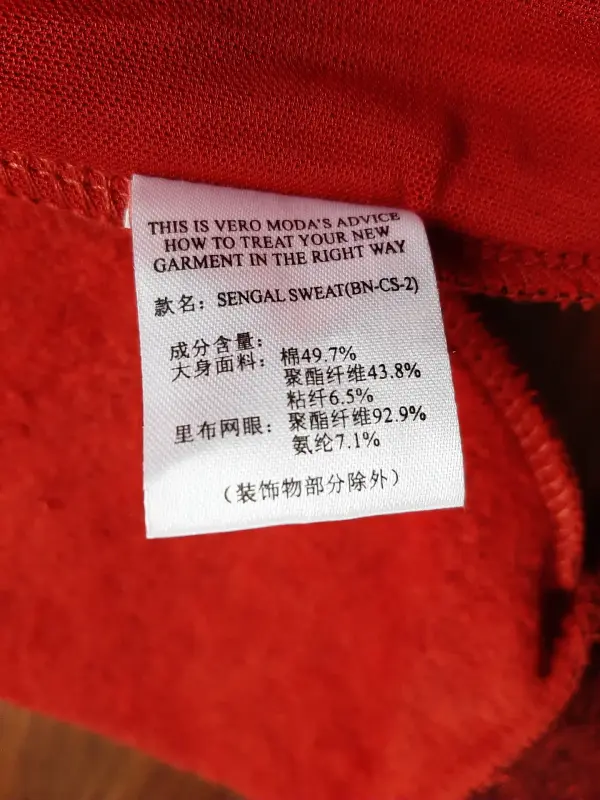 THIS IS VERO MODA'S ADVICE
HOW TO TREAT YOUR NEW
GARMENT IN THE RIGHT WAY
款名：SENGAL SWEAT(BN-CS-2)
成分含量：
大身面料：棉49.7%
聚酯纤维43.8%
粘纤6.5%
里布网眼：聚酯纤维92.9%
氨纶7.1%
（装饰物部分除外）